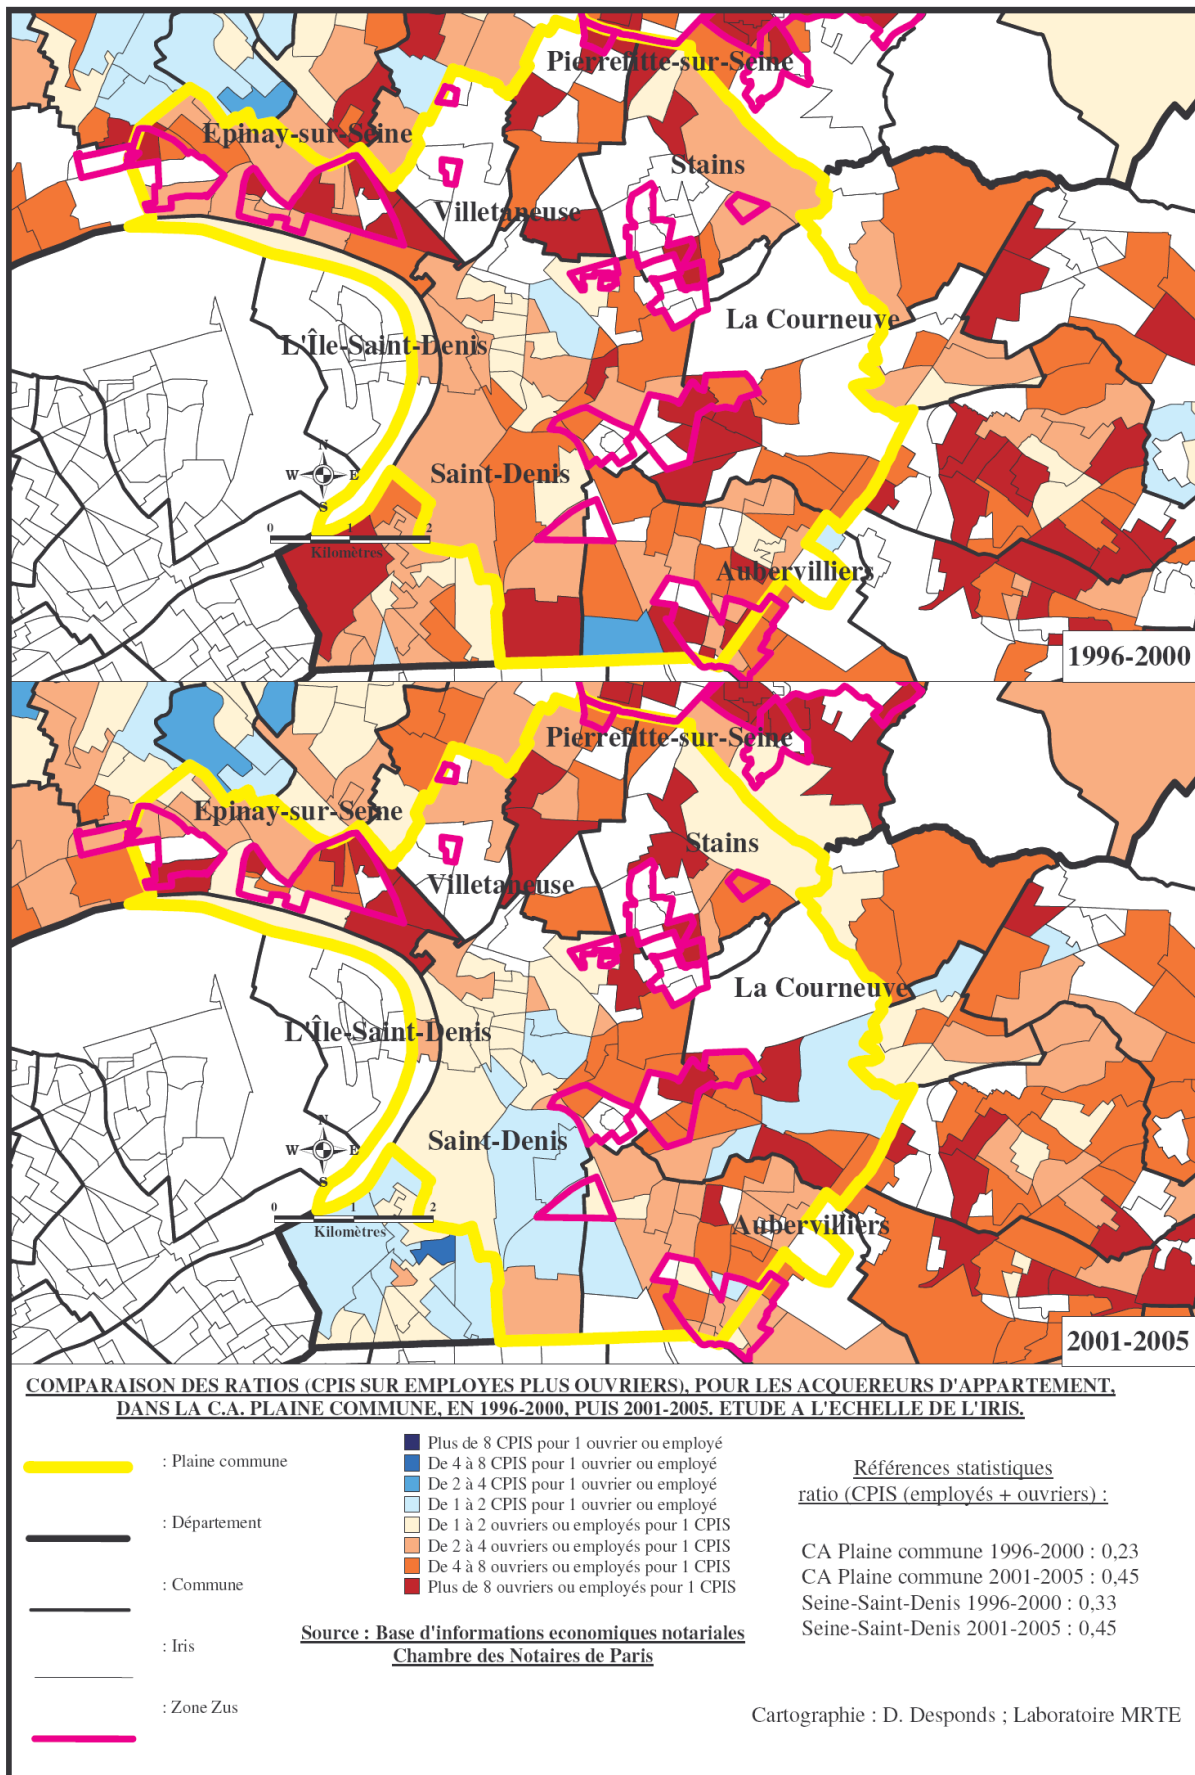 Pierrefitte-sur-Seine
Epinay-sur-Seine
Stains
Villetaneuse
La Courneuve
L'Île-Saint-Denis
N
W E
S
Saint-Denis
0 1 2
Kilomètres
Aubervilliers
1996-2000
Pierrefitte-sur-Seine
Epinay-sur-Seine
Stains
Villetaneuse
La Courneuve
L'Île-Saint-Denis
N
W E
S
Saint-Denis
0 1 2
Kilomètres
Aubervilliers
2001-2005
COMPARAISON DES RATIOS (CPIS SUR EMPLOYES PLUS OUVRIERS), POUR LES ACQUEREURS D'APPARTEMENT,
DANS LA C.A. PLAINE COMMUNE, EN 1996-2000, PUIS 2001-2005. ETUDE A L'ECHELLE DE L'IRIS.
: Plaine commune
: Département
: Commune
: Iris
: Zone Zus
Plus de 8 CPIS pour 1 ouvrier ou employé
De 4 à 8 CPIS pour 1 ouvrier ou employé
De 2 à 4 CPIS pour 1 ouvrier ou employé
De 1 à 2 CPIS pour 1 ouvrier ou employé
De 1 à 2 ouvriers ou employés pour 1 CPIS
De 2 à 4 ouvriers ou employés pour 1 CPIS
De 4 à 8 ouvriers ou employés pour 1 CPIS
Plus de 8 ouvriers ou employés pour 1 CPIS
Source : Base d'informations economiques notariales
Chambre des Notaires de Paris
Références statistiques
ratio (CPIS (employés + ouvriers) :
CA Plaine commune 1996-2000 : 0,23
CA Plaine commune 2001-2005 : 0,45
Seine-Saint-Denis 1996-2000 : 0,33
Seine-Saint-Denis 2001-2005 : 0,45
Cartographie : D. Desponds ; Laboratoire MRTE